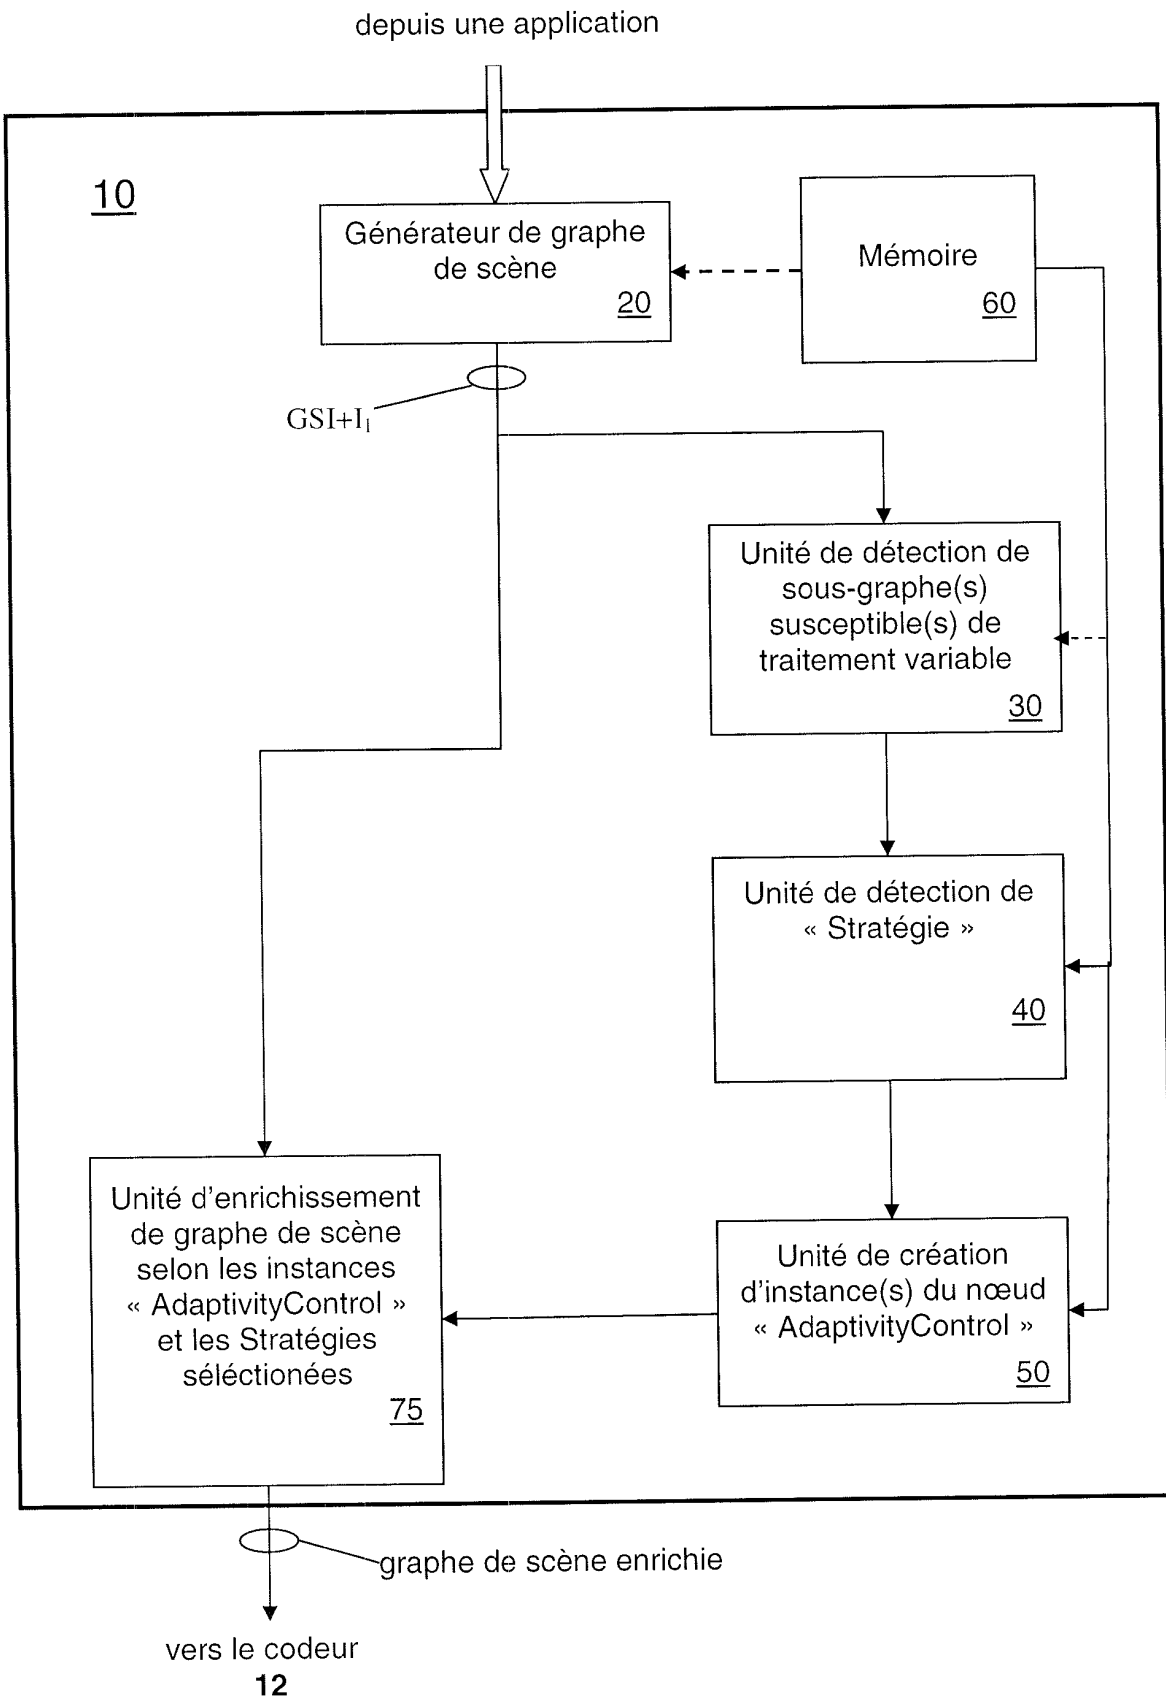 depuis une application
10
Générateur de graphe
de scène
20
Mémoire
60
GSI+I₁
Unité de détection de
sous-graphe(s)
susceptible(s) de
traitement variable
30
Unité de détection de
« Stratégie »
40
Unité d'enrichissement
de graphe de scène
selon les instances
« AdaptivityControl »
et les Stratégies
séléctionées
75
Unité de création
d'instance(s) du nœud
« AdaptivityControl »
50
graphe de scène enrichie
vers le codeur
12